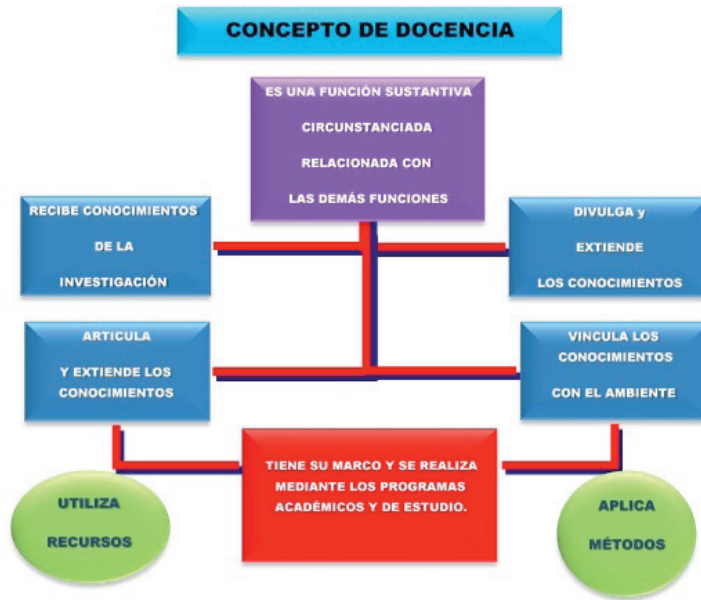 CONCEPTO DE DOCENCIA
ES UNA FUNCIÓN SUSTANTIVA
CIRCUNSTANCIADA
RELACIONADA CON
LAS DEMÁS FUNCIONES
RECIBE CONOCIMIENTOS
DE LA
INVESTIGACIÓN
DIVULGA y
EXTIENDE
LOS CONOCIMIENTOS
ARTICULA
Y EXTIENDE LOS
CONOCIMIENTOS
VINCULA LOS
CONOCIMIENTOS
CON EL AMBIENTE
TIENE SU MARCO Y SE REALIZA
MEDIANTE LOS PROGRAMAS
ACADÉMICOS Y DE ESTUDIO.
UTILIZA
RECURSOS
APLICA
MÉTODOS